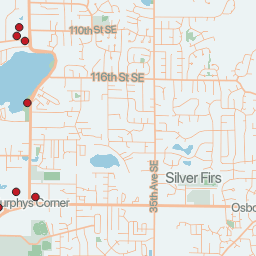 110th St SE
116th St SE
35th Ave SE
Silver Firs
urphys Corner
Osbo